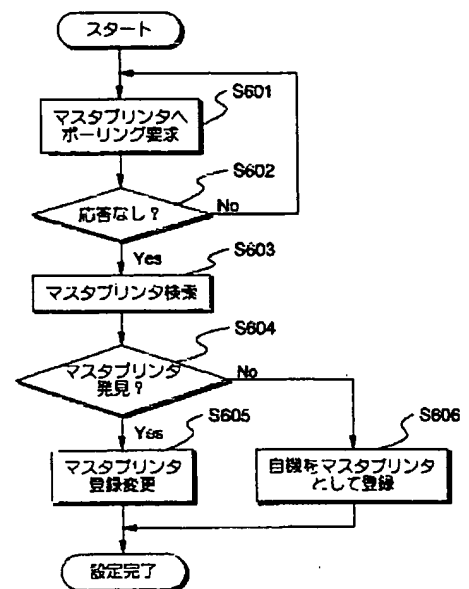 スタート
S601
マスタプリンタへ
ポーリング要求
S602
応答なし?
No
Yes
S603
マスタプリンタ検索
S604
マスタプリンタ
発見?
No
Yes
S605
マスタプリンタ
登録変更
S606
自機をマスタプリンタ
として登録
設定完了